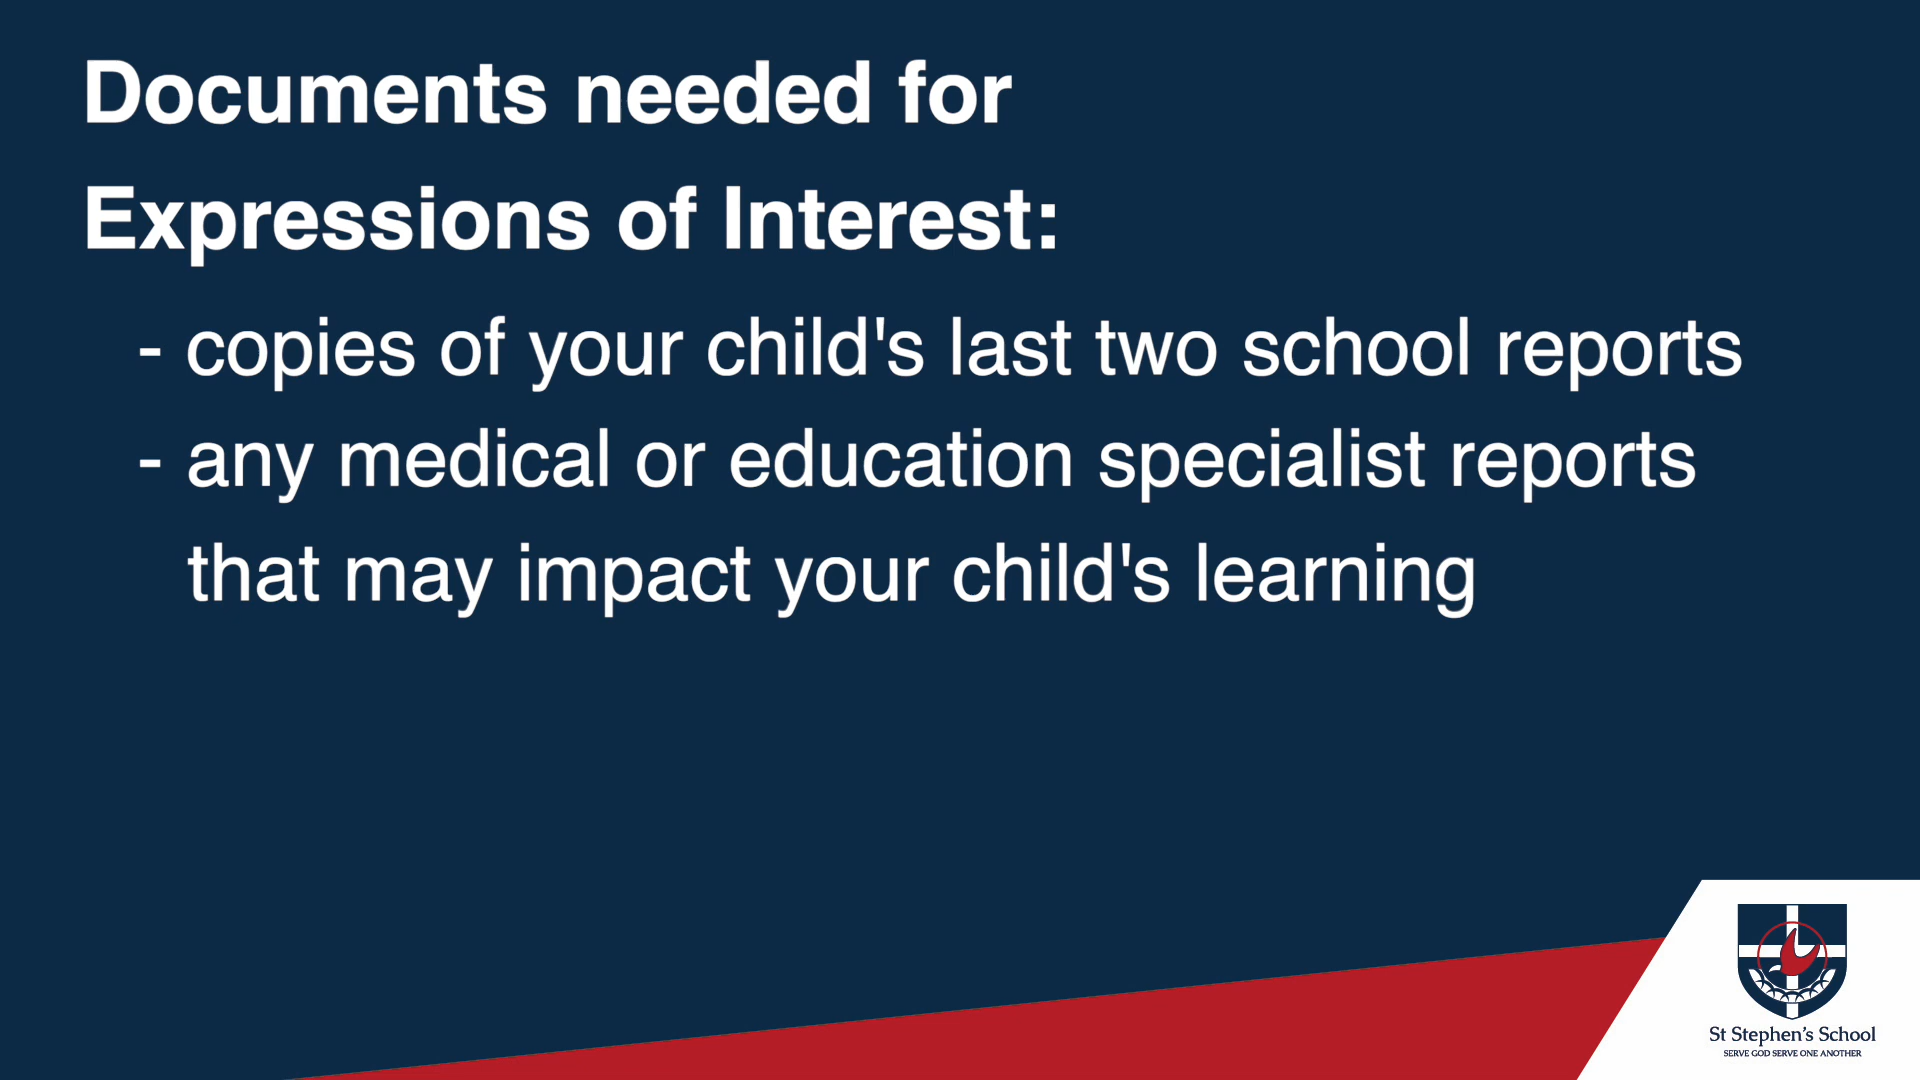 Documents needed for
Expressions of Interest:
- copies of your child's last two school reports
- any medical or education specialist reports
that may impact your child's learning
St Stephen's School
SERVE GOD SERVE ONE ANOTHER